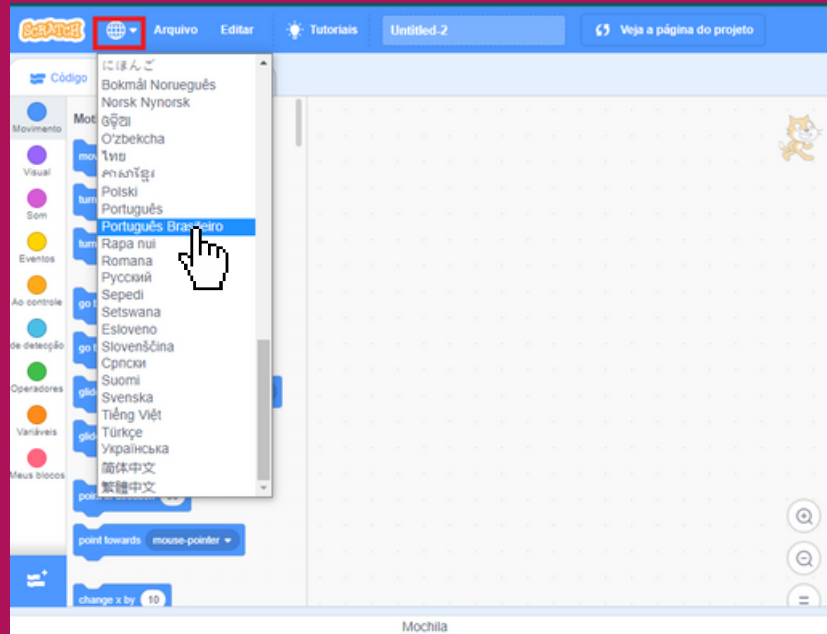 SCRATCH
Arquivo
Editar
Tutoriais
Untitled-2
Veja a página do projeto
Código
にほんご
Bokmål Norueguês
Norsk Nynorsk
ଓଡ଼ିଆ
O'zbekcha
ไทย
ភាសាខ្មែរ
Polski
Português
Português Brasileiro
Rapa nui
Romana
Русский
Sepedi
Setswana
Esloveno
Slovenščina
Српски
Suomi
Svenska
Tiếng Việt
Türkçe
Українська
简体中文
繁體中文
Movimento
Visual
Som
Eventos
Ao controle
de detecção
Operadores
Variáveis
Meus blocos
point towards mouse-pointer
change x by 10
Mochila